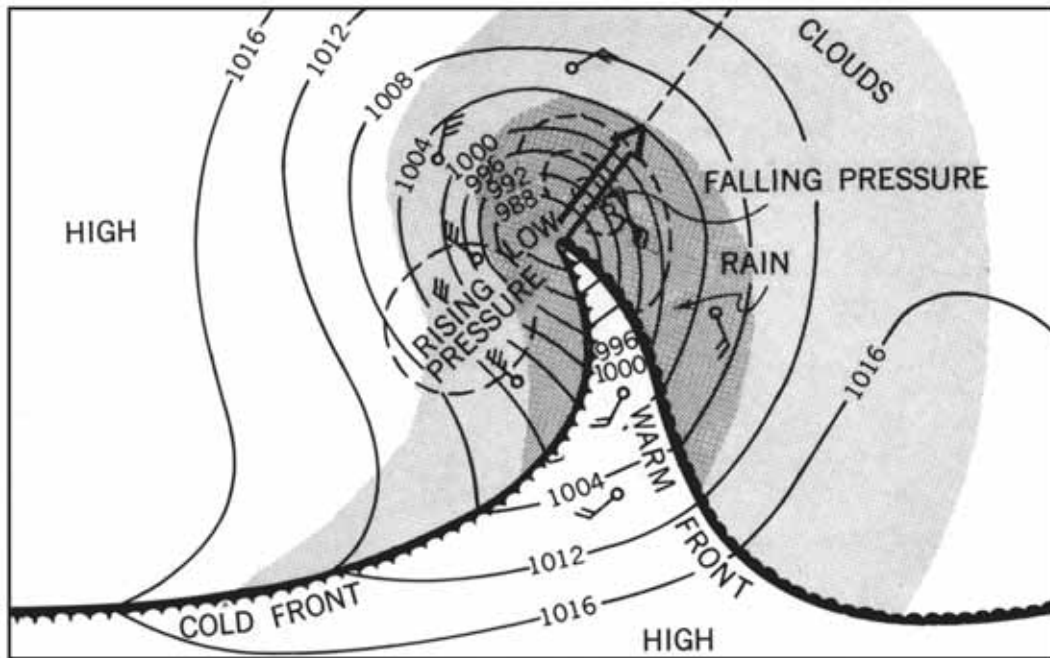 1016
1012
1008
1004
1000
996
992
988
LOW
CLOUDS
FALLING PRESSURE
RAIN
HIGH
RISING
PRESSURE
996
1000
1016
WARM
FRONT
1004
1012
1016
COLD FRONT
HIGH